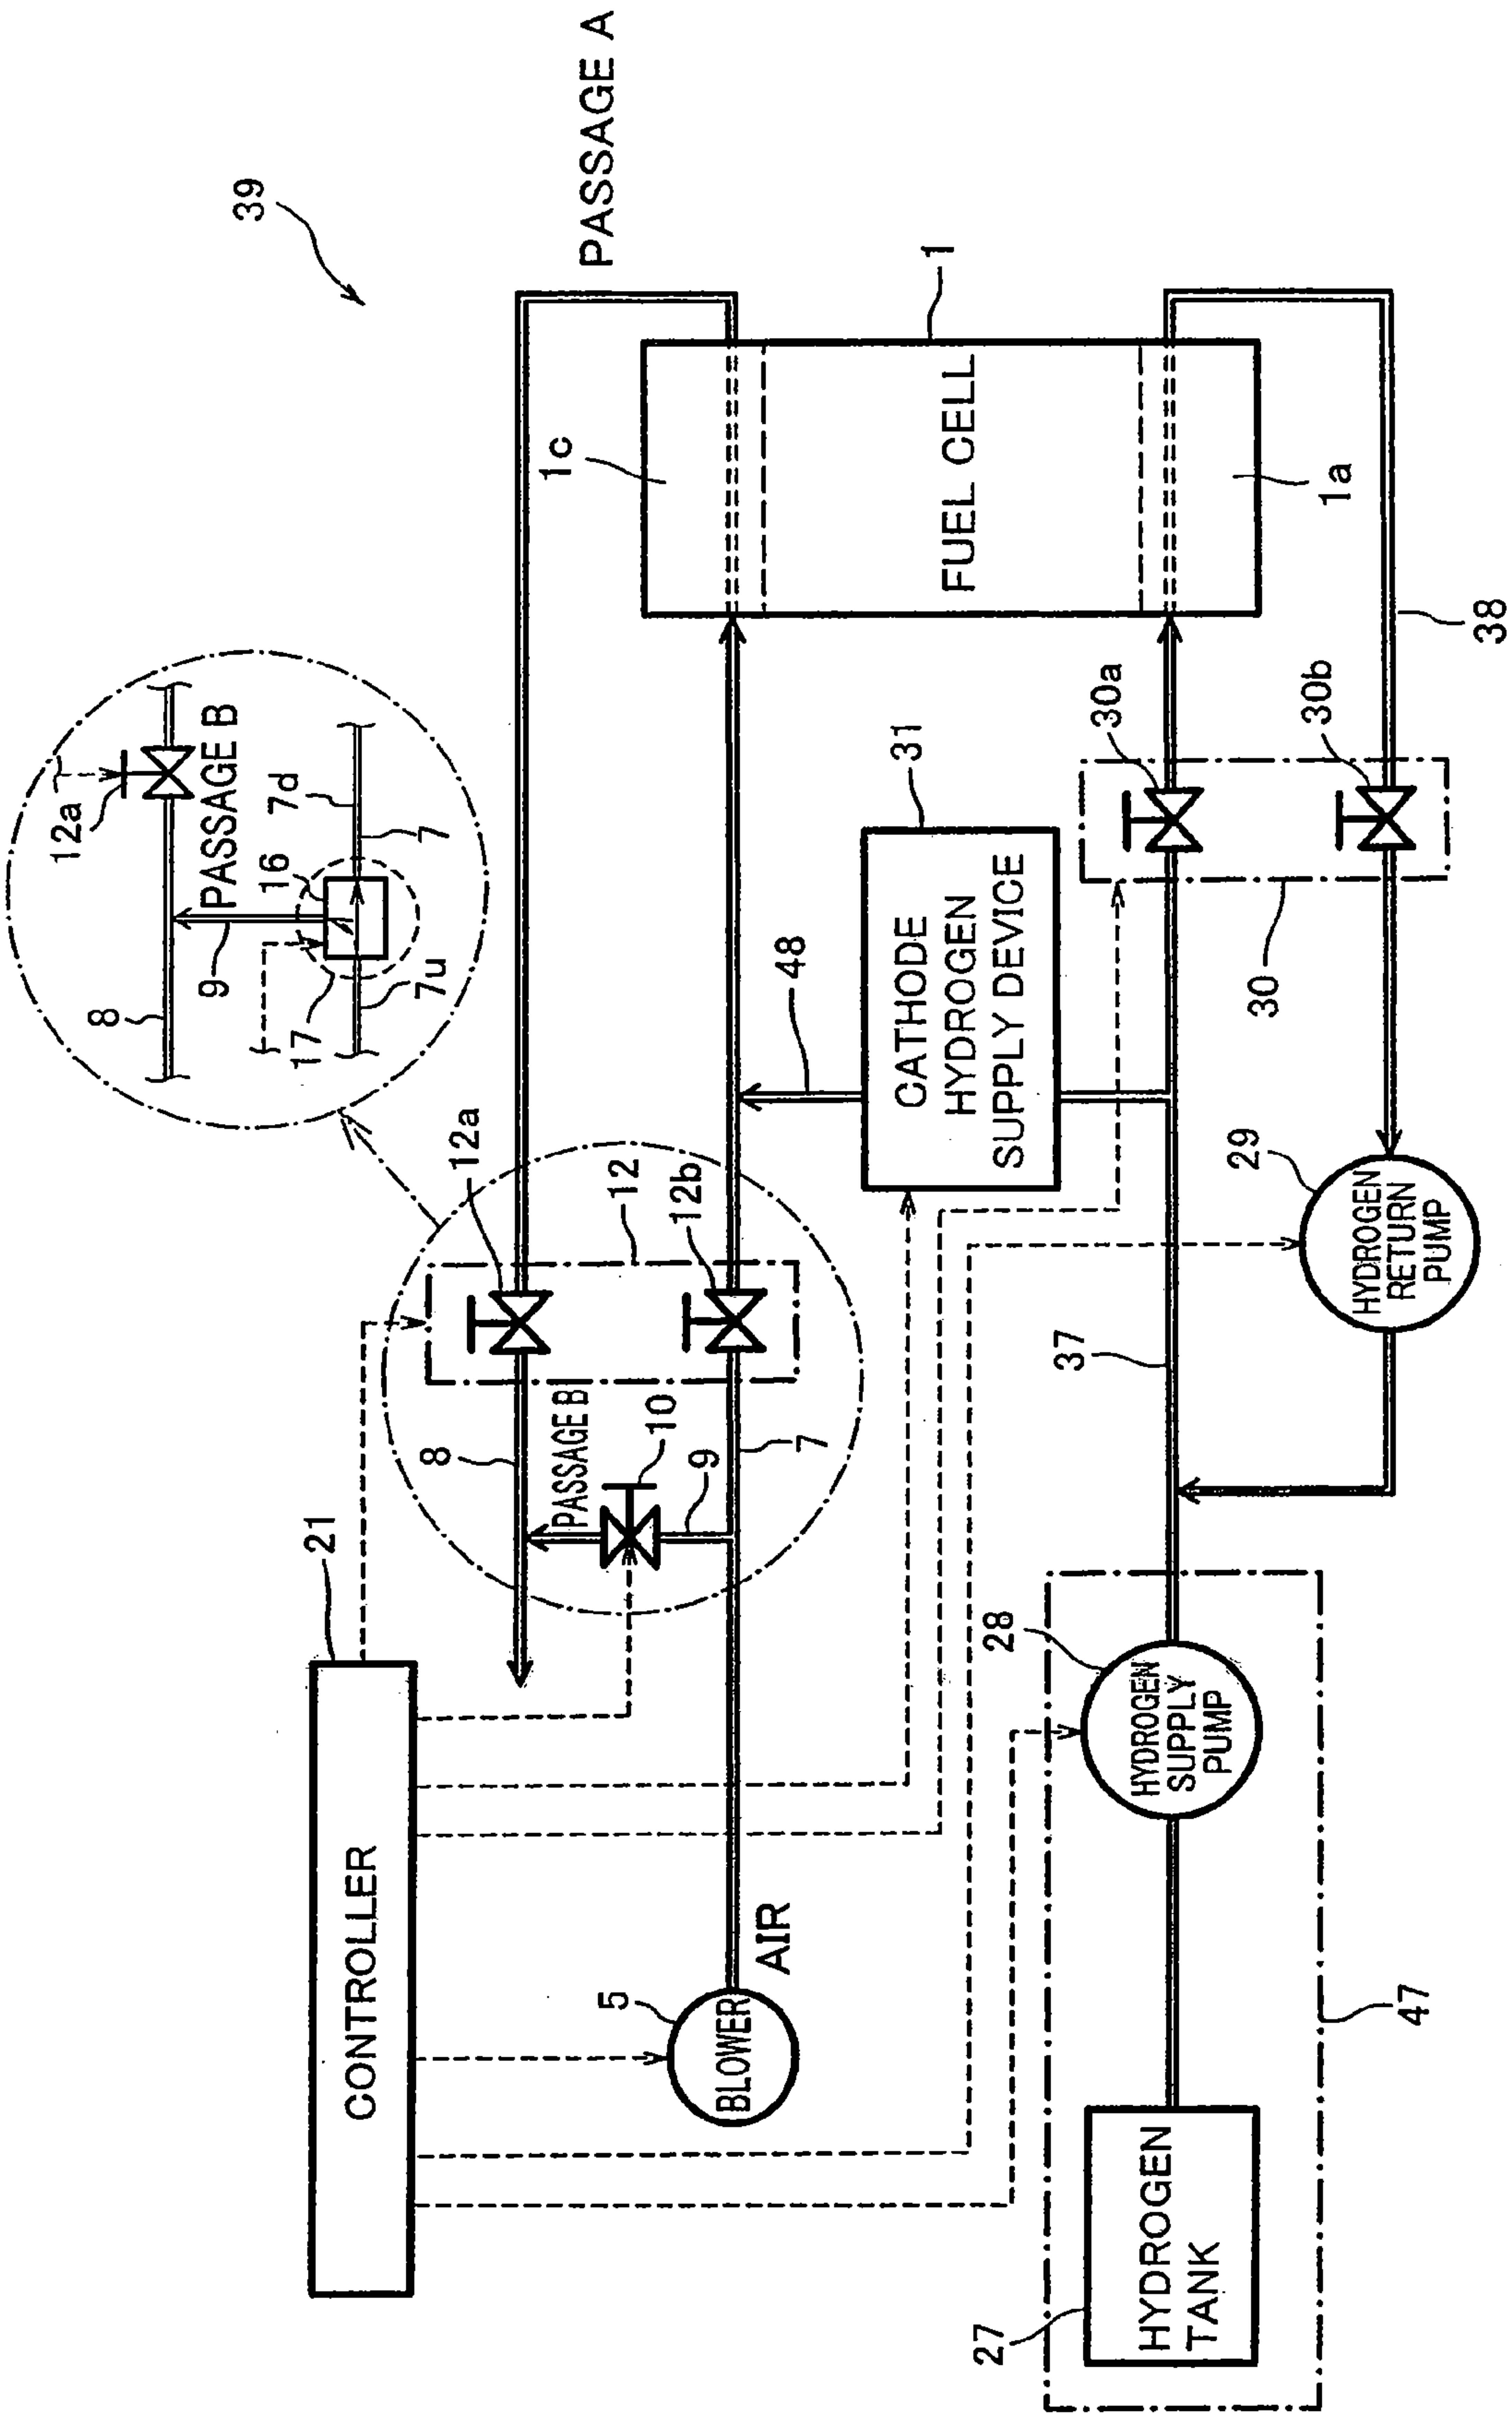 39
PASSAGE A
12a
PASSAGE B
8
9
16
7d
7
17
7u
21
CONTROLLER
8
12a
12
12b
PASSAGE B
10
9
7
5
BLOWER
AIR
1c
1
FUEL CELL
1a
48
31
CATHODE
HYDROGEN
SUPPLY DEVICE
30a
30b
30
38
37
29
HYDROGEN
RETURN
PUMP
28
HYDROGEN
SUPPLY
PUMP
27
HYDROGEN
TANK
47